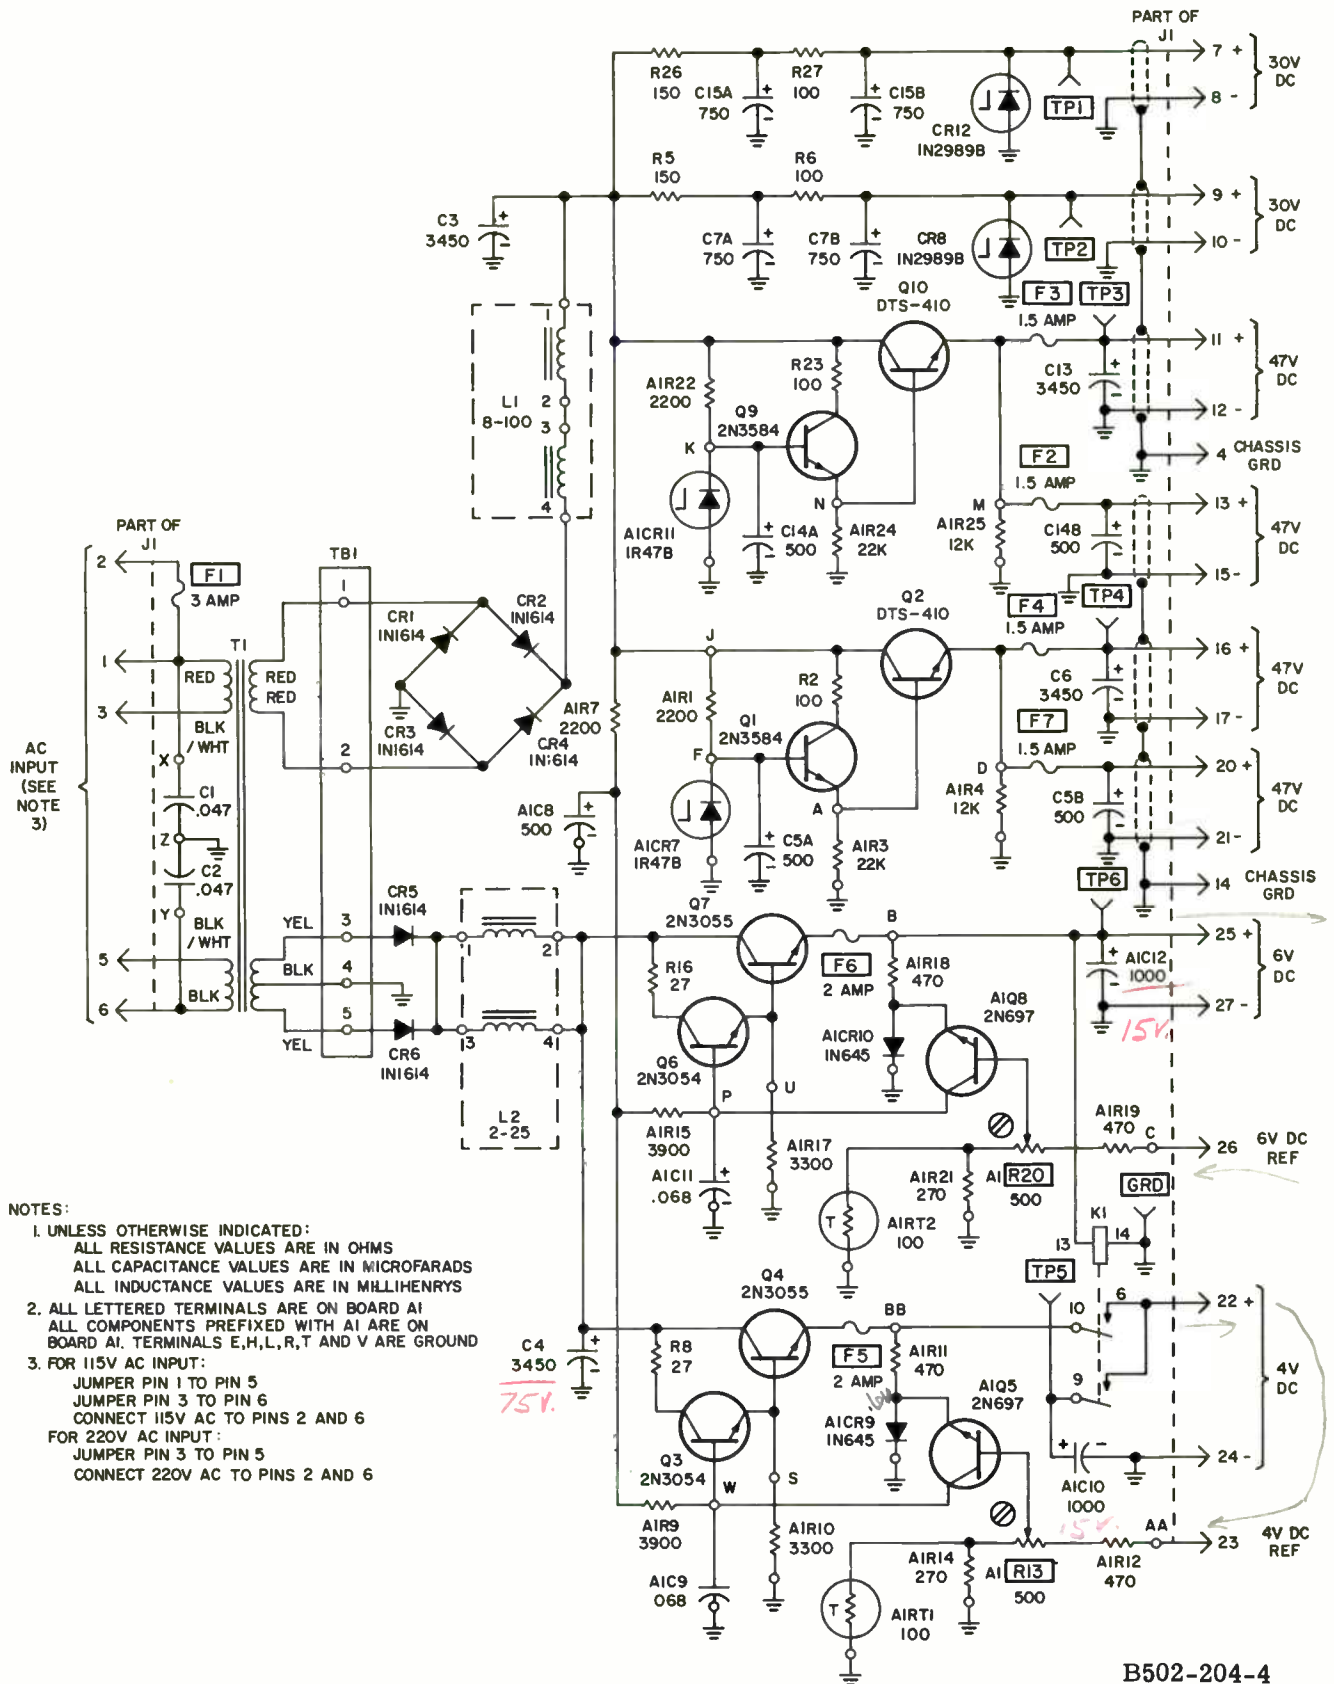 PART OF
J1
7 +
30V
DC
8 -
R26
150
C15A
750
R27
100
C15B
750
CR12
IN2989B
TP1
R5
150
R6
100
9 +
30V
DC
10 -
C3
3450
C7A
750
C7B
750
CR8
IN2989B
TP2
Q10
DTS-410
F3
1.5 AMP
TP3
11 +
47V
DC
12 -
1
L1
8-100
2
3
4
A1R22
2200
R23
100
Q9
2N3584
K
C13
3450
4 CHASSIS
GRD
F2
1.5 AMP
N
M
13 +
47V
DC
15 -
A1CR11
1R47B
C14A
500
A1R24
22K
A1R25
12K
C14B
500
PART OF
J1
2
F1
3 AMP
TB1
1
CR1
IN1614
CR2
IN1614
Q2
DTS-410
F4
1.5 AMP
TP4
1
T1
RED
RED
RED
3
BLK
/ WHT
CR3
IN1614
CR4
IN1614
2
J
A1R7
2200
A1R1
2200
R2
100
Q1
2N3584
F
C6
3450
16 +
47V
DC
17 -
F7
1.5 AMP
D
20 +
47V
DC
21 -
AC
INPUT
(SEE
NOTE
3)
X
C1
.047
Z
C2
.047
Y
BLK
/ WHT
A1C8
500
A1CR7
1R47B
C5A
500
A
A1R3
22K
A1R4
12K
C5B
500
TP6
14 CHASSIS
GRD
5
6
BLK
YEL
BLK
YEL
3
4
5
CR5
IN1614
CR6
IN1614
1
2
3
4
L2
2-25
Q7
2N3055
B
R16
27
F6
2 AMP
A1R18
470
A1Q8
2N697
A1CR10
IN645
25 +
6V
DC
27 -
A1C12
1000
15V.
Q6
2N3054
P
U
A1R15
3900
A1C11
.068
A1R17
3300
A1R21
270
A1 R20
500
A1R19
470
C
26
6V DC
REF
A1RT2
T
100
GRD
K1
13
14
NOTES:
1. UNLESS OTHERWISE INDICATED:
ALL RESISTANCE VALUES ARE IN OHMS
ALL CAPACITANCE VALUES ARE IN MICROFARADS
ALL INDUCTANCE VALUES ARE IN MILLIHENRYS
2. ALL LETTERED TERMINALS ARE ON BOARD A1
ALL COMPONENTS PREFIXED WITH A1 ARE ON
BOARD A1. TERMINALS E,H,L,R,T AND V ARE GROUND
3. FOR 115V AC INPUT:
JUMPER PIN 1 TO PIN 5
JUMPER PIN 3 TO PIN 6
CONNECT 115V AC TO PINS 2 AND 6
FOR 220V AC INPUT:
JUMPER PIN 3 TO PIN 5
CONNECT 220V AC TO PINS 2 AND 6
Q4
2N3055
BB
TP5
10
6
9
22 +
4V
DC
24 -
C4
3450
75V.
R8
27
F5
2 AMP
A1R11
470
A1Q5
2N697
A1CR9
IN645
Q3
2N3054
W
S
A1C10
1000
15V.
A1R9
3900
A1R10
3300
A1C9
068
A1R14
270
A1 R13
500
A1R12
470
AA
23
4V DC
REF
A1RT1
T
100
B502-204-4